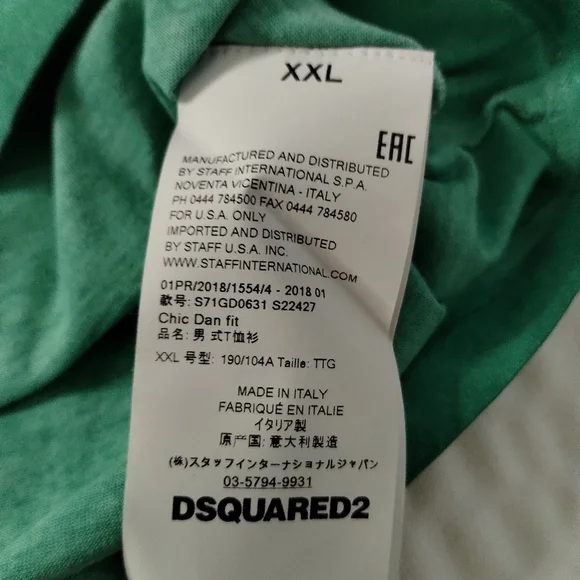 XXL
EAC
MANUFACTURED AND DISTRIBUTED
BY STAFF INTERNATIONAL S.P.A.
NOVENTA VICENTINA - ITALY
PH 0444 784500 FAX 0444 784580
FOR U.S.A. ONLY
IMPORTED AND DISTRIBUTED
BY STAFF U.S.A. INC.
WWW.STAFFINTERNATIONAL.COM
01PR/2018/1554/4 - 2018 01
款号: S71GD0631 S22427
Chic Dan fit
品名: 男 式T恤衫
XXL 号型: 190/104A Taille: TTG
MADE IN ITALY
FABRIQUÉ EN ITALIE
イタリア製
原产国: 意大利製造
(株)スタッフインターナショナルジャパン
03-5794-9931
DSQUARED2